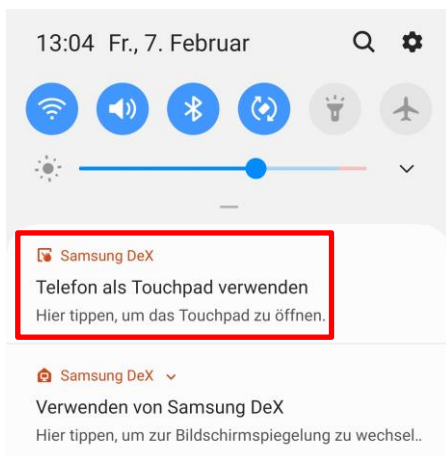 13:04 Fr., 7. Februar
Samsung DeX
Telefon als Touchpad verwenden
Hier tippen, um das Touchpad zu öffnen.
Samsung DeX
Verwenden von Samsung DeX
Hier tippen, um zur Bildschirmspiegelung zu wechsel..